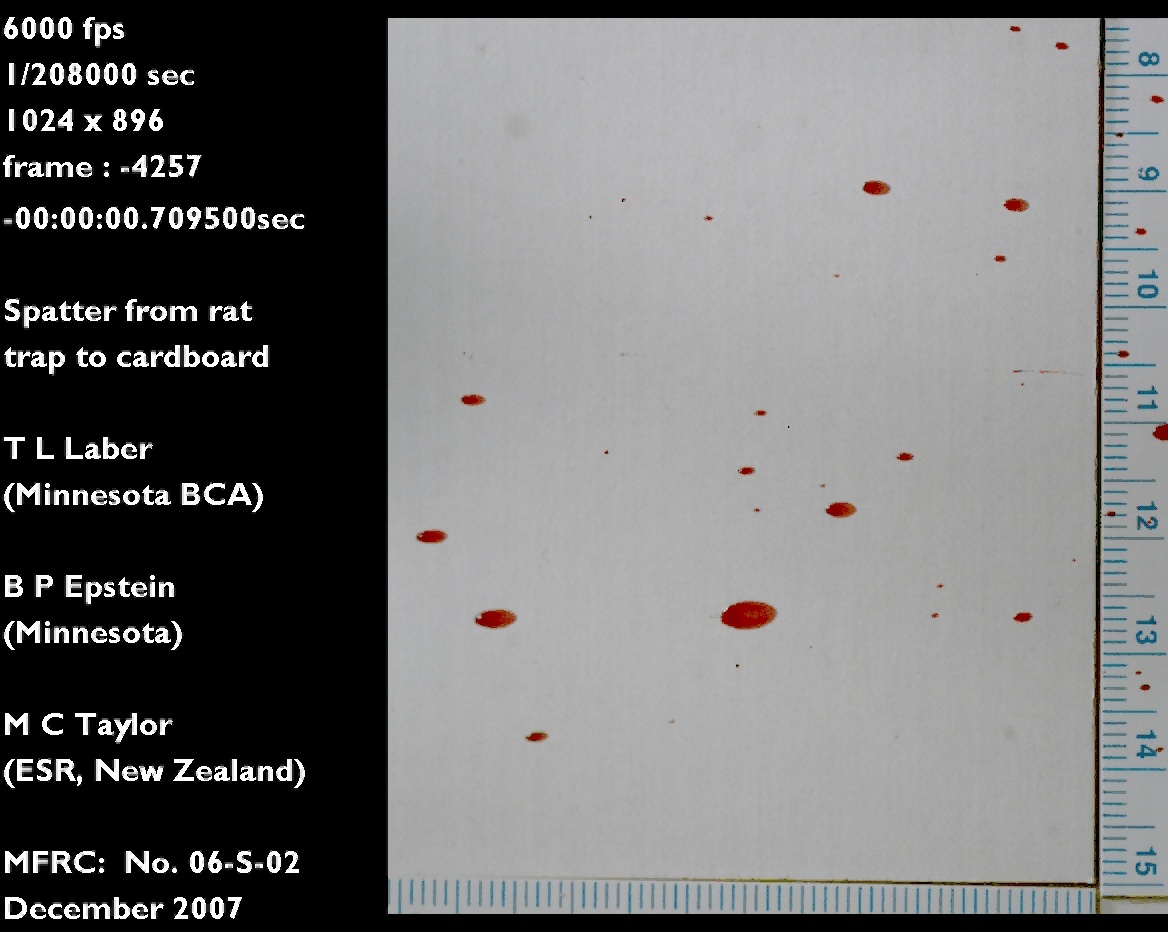 6000 fps
1/208000 sec
1024 x 896
frame : -4257
-00:00:00.709500sec
Spatter from rat
trap to cardboard
T L Laber
(Minnesota BCA)
B P Epstein
(Minnesota)
M C Taylor
(ESR, New Zealand)
MFRC: No. 06-S-02
December 2007
8
9
10
11
12
13
14
15